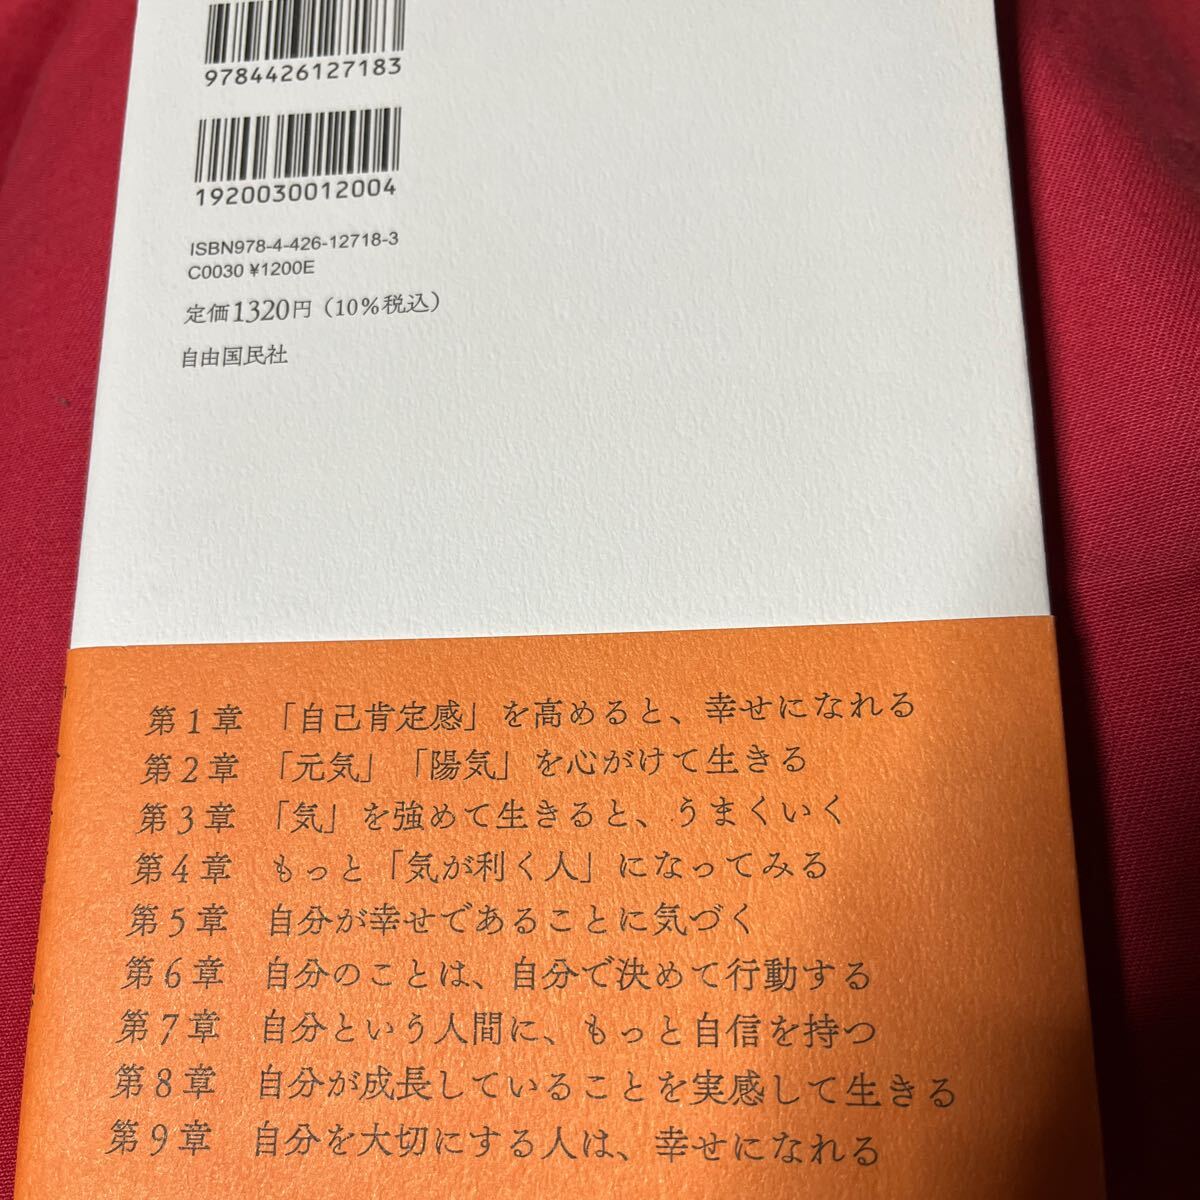 9784426127183
1920030012004
ISBN978-4-426-12718-3
C0030 ¥1200E
定価1320円（10%税込）
自由国民社
第1章 「自己肯定感」を高めると、幸せになれる
第2章 「元気」「陽気」を心がけて生きる
第3章 「気」を強めて生きると、うまくいく
第4章 もっと「気が利く人」になってみる
第5章 自分が幸せであることに気づく
第6章 自分のことは、自分で決めて行動する
第7章 自分という人間に、もっと自信を持つ
第8章 自分が成長していることを実感して生きる
第9章 自分を大切にする人は、幸せになれる